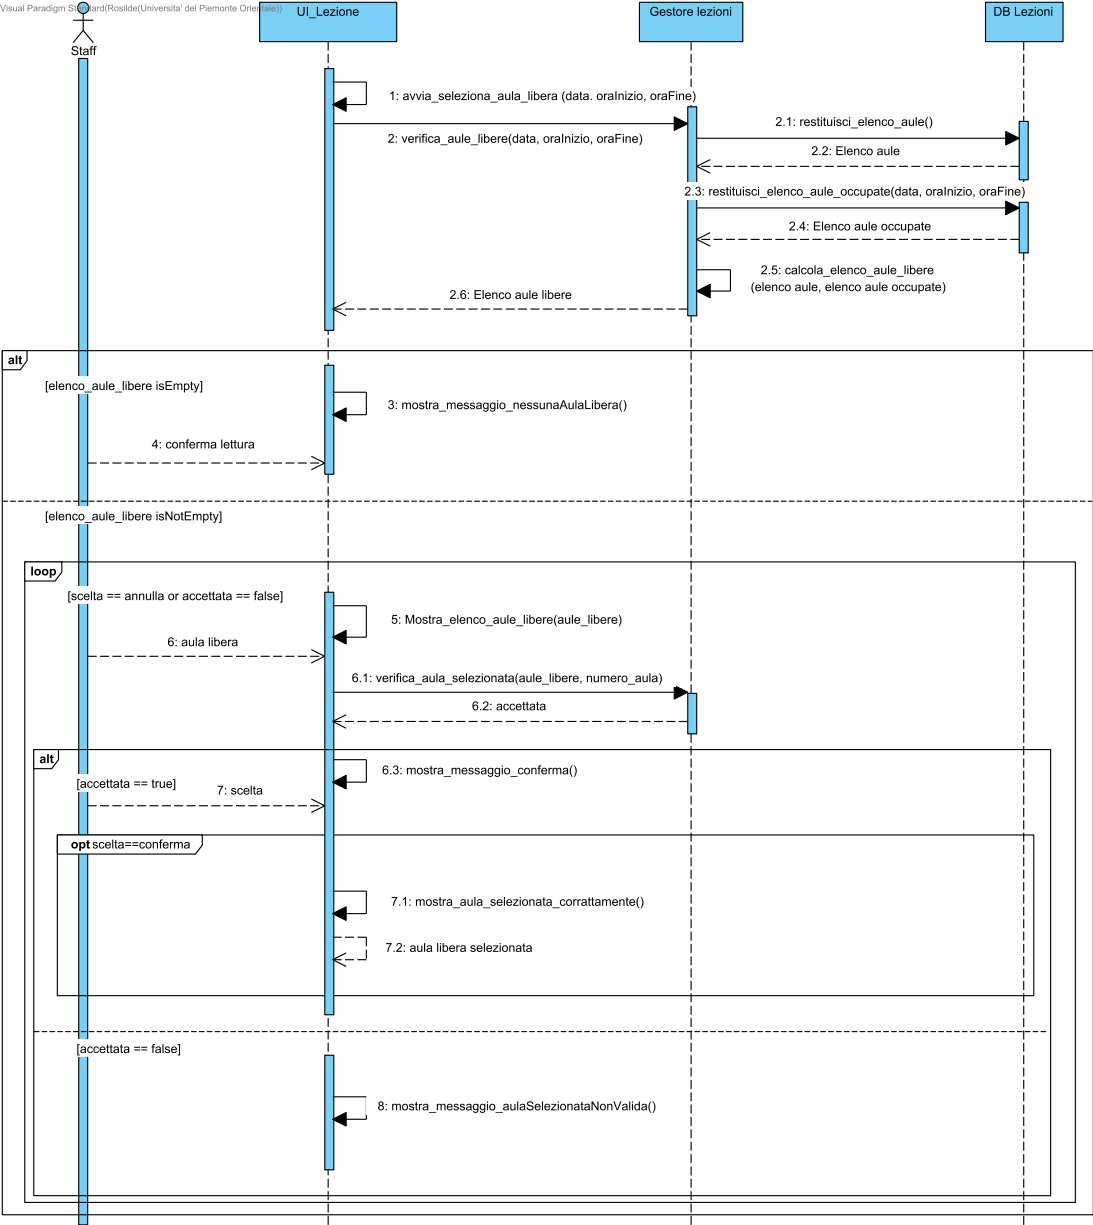 Visual Paradigm Standard(Rosilde(Universita' del Piemonte Orientale))
Staff
UI_Lezione
Gestore lezioni
DB Lezioni
1: avvia_seleziona_aula_libera (data. oraInizio, oraFine)
2: verifica_aule_libere(data, oraInizio, oraFine)
2.1: restituisci_elenco_aule()
2.2: Elenco aule
2.3: restituisci_elenco_aule_occupate(data, oraInizio, oraFine)
2.4: Elenco aule occupate
2.5: calcola_elenco_aule_libere
(elenco aule, elenco aule occupate)
2.6: Elenco aule libere
alt
[elenco_aule_libere isEmpty]
3: mostra_messaggio_nessunaAulaLibera()
4: conferma lettura
[elenco_aule_libere isNotEmpty]
loop
[scelta == annulla or accettata == false]
5: Mostra_elenco_aule_libere(aule_libere)
6: aula libera
6.1: verifica_aula_selezionata(aule_libere, numero_aula)
6.2: accettata
alt
6.3: mostra_messaggio_conferma()
[accettata == true]
7: scelta
opt scelta==conferma
7.1: mostra_aula_selezionata_corrattamente()
7.2: aula libera selezionata
[accettata == false]
8: mostra_messaggio_aulaSelezionataNonValida()